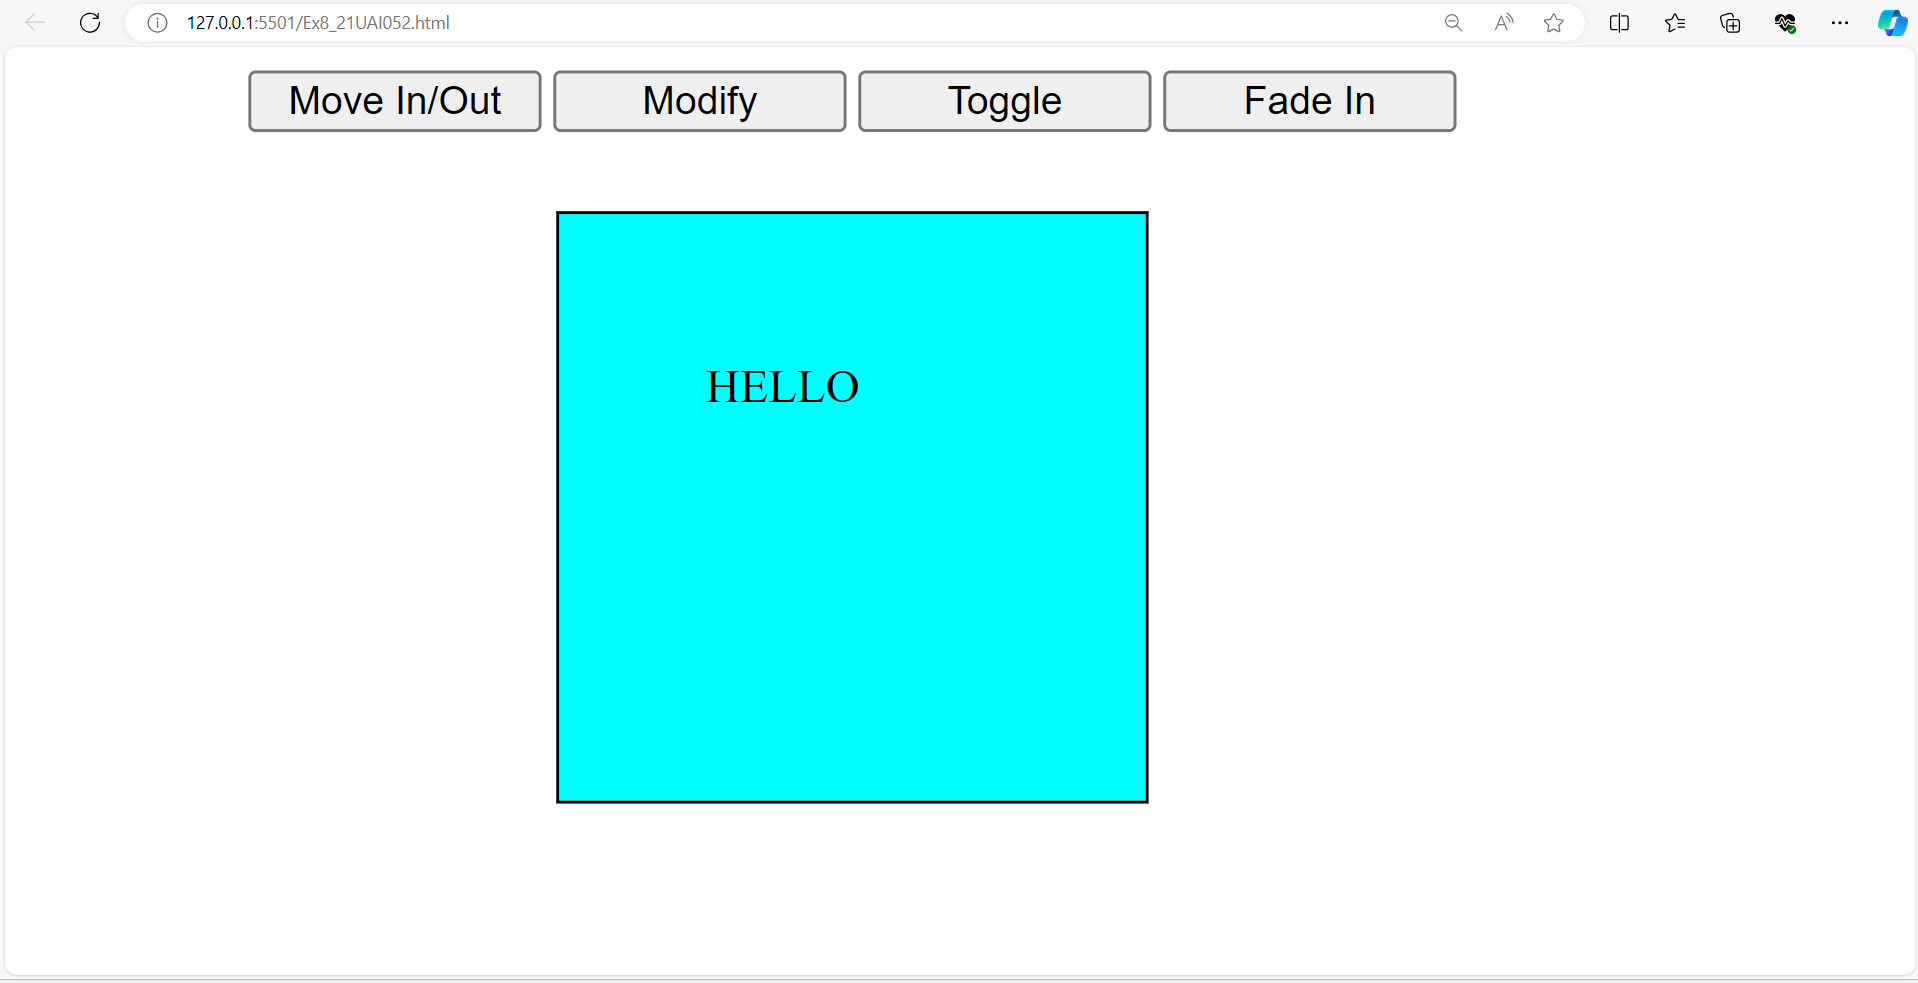 127.0.0.1:5501/Ex8_21UAI052.html
Move In/Out Modify Toggle Fade In
HELLO